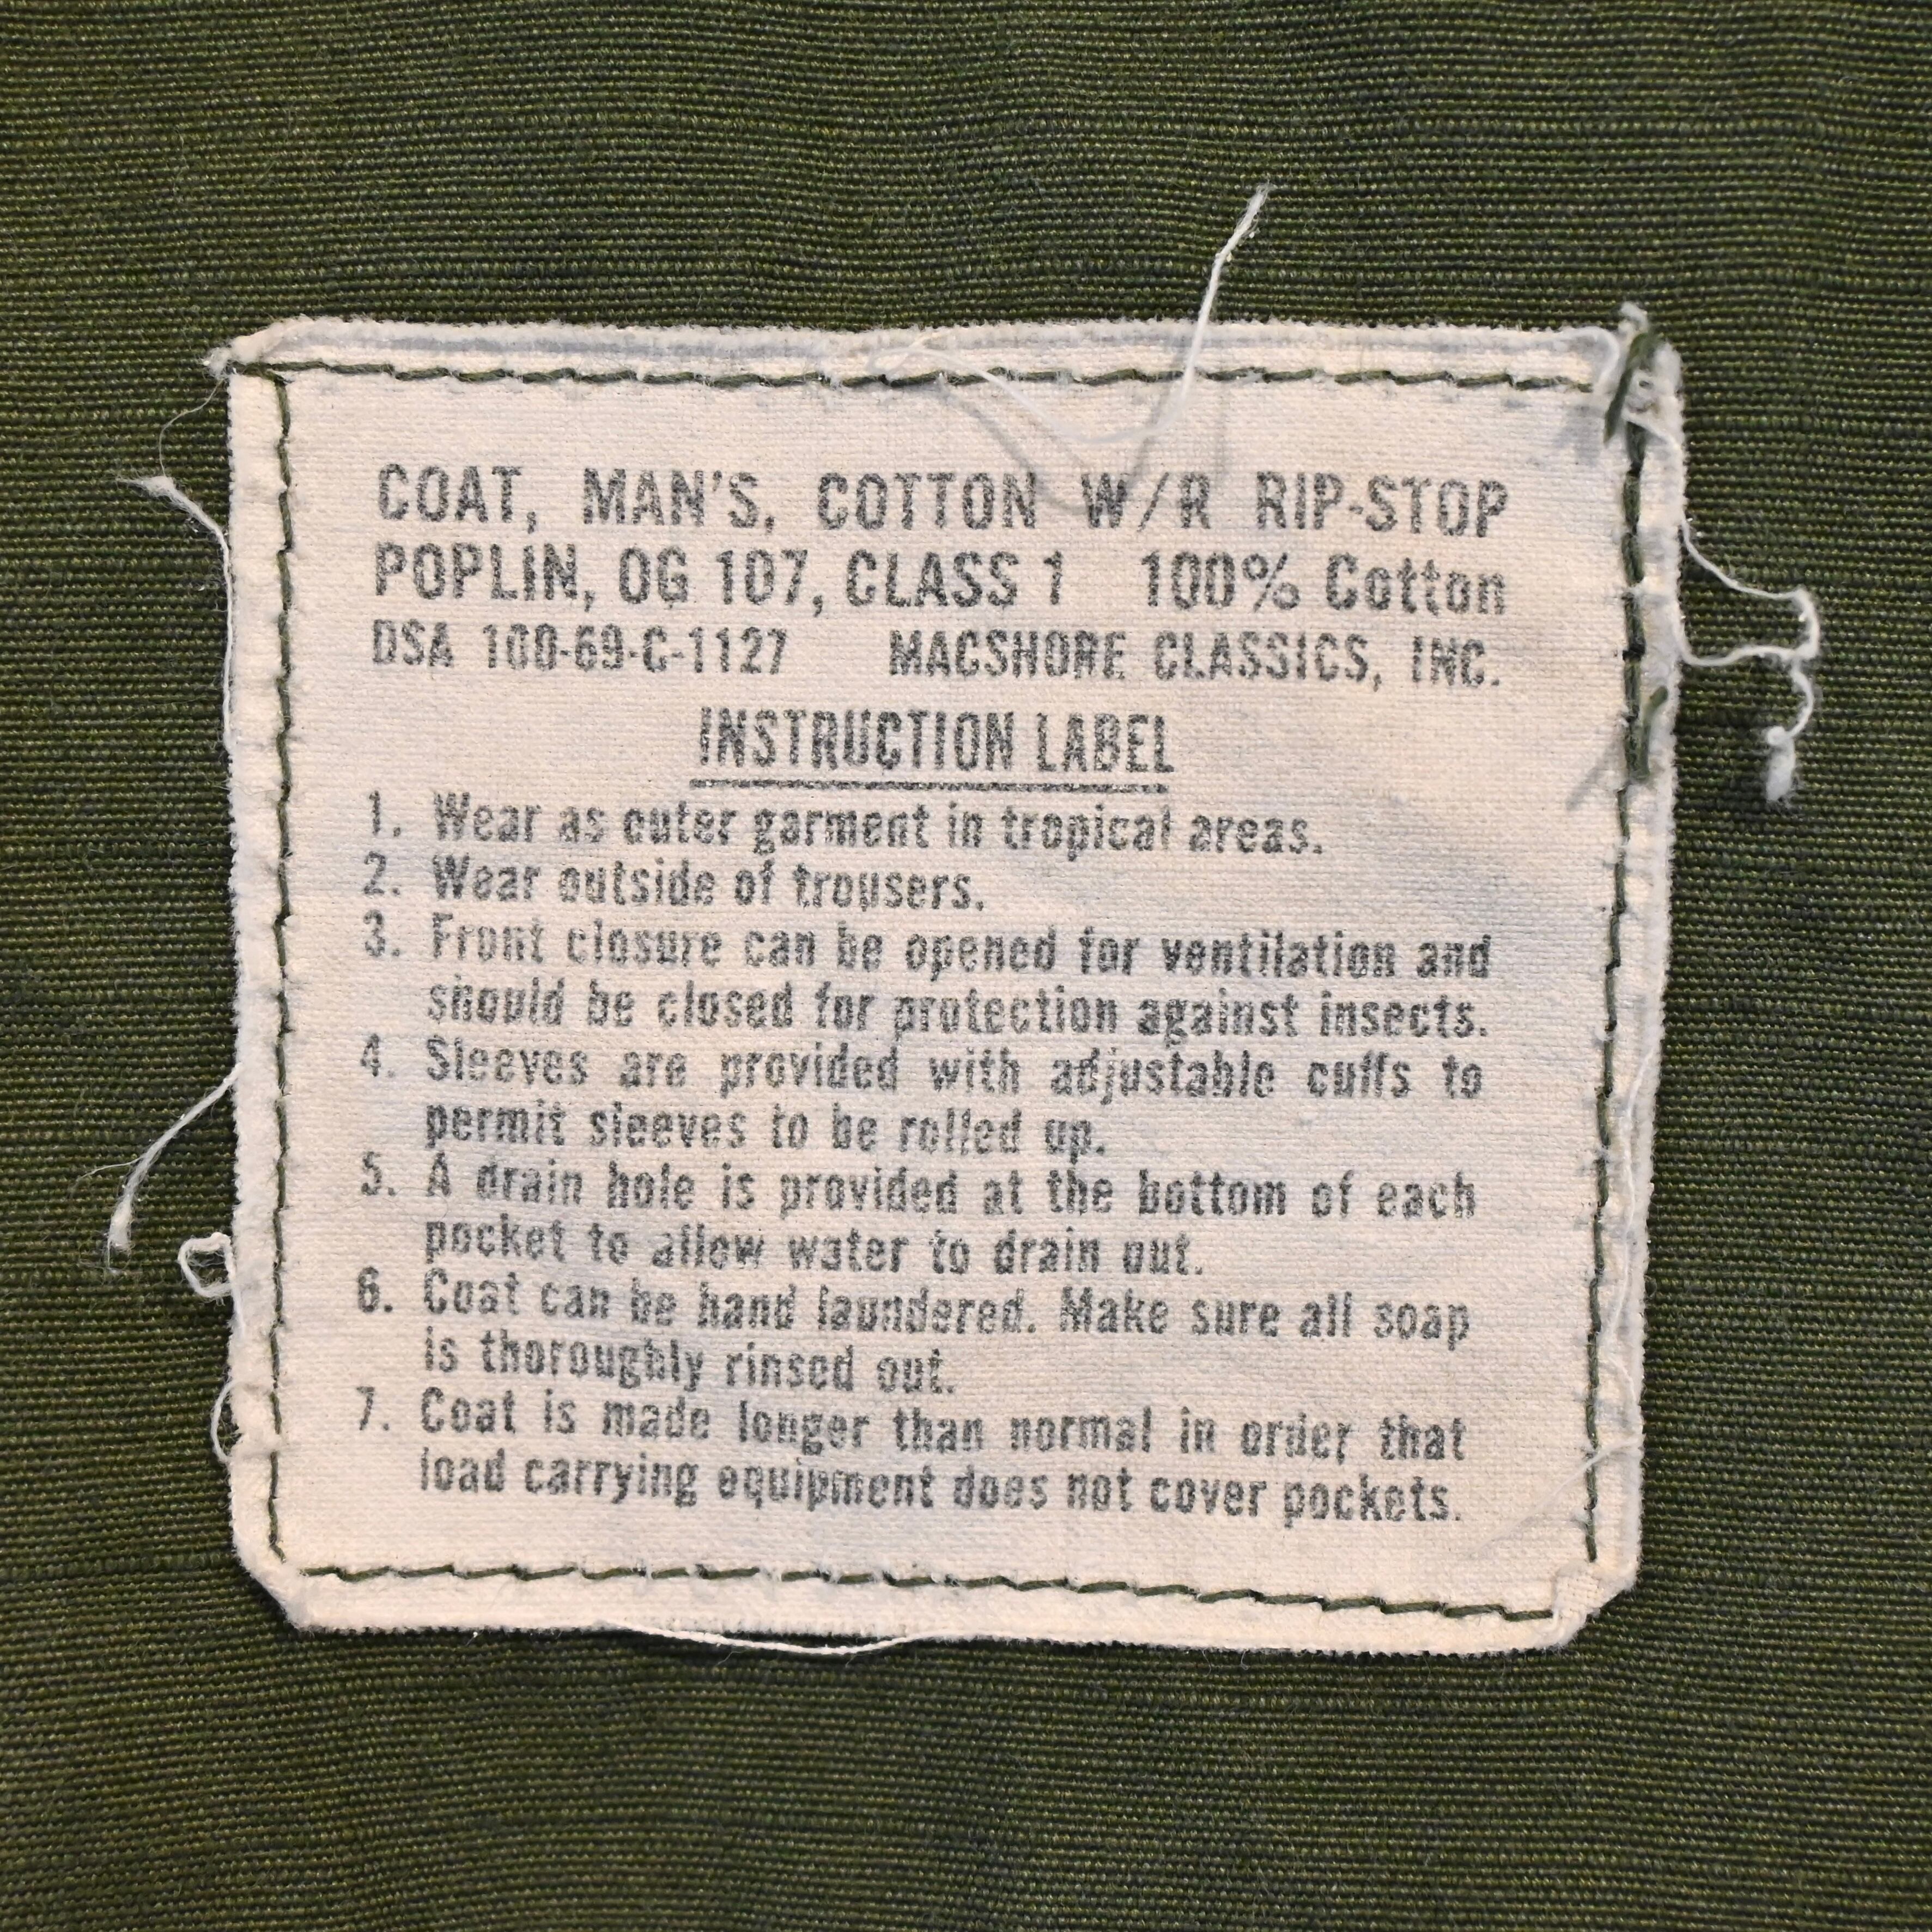 COAT, MAN'S, COTTON W/R RIP-STOP
POPLIN, OG 107, CLASS 1 100% Cotton
DSA 100-69-C-1127 MACSHORE CLASSICS, INC.
INSTRUCTION LABEL
1. Wear as outer garment in tropical areas.
2. Wear outside of trousers.
3. Front closure can be opened for ventilation and
should be closed for protection against insects.
4. Sleeves are provided with adjustable cuffs to
permit sleeves to be rolled up.
5. A drain hole is provided at the bottom of each
pocket to allow water to drain out.
6. Coat can be hand laundered. Make sure all soap
is thoroughly rinsed out.
7. Coat is made longer than normal in order that
load carrying equipment does not cover pockets.